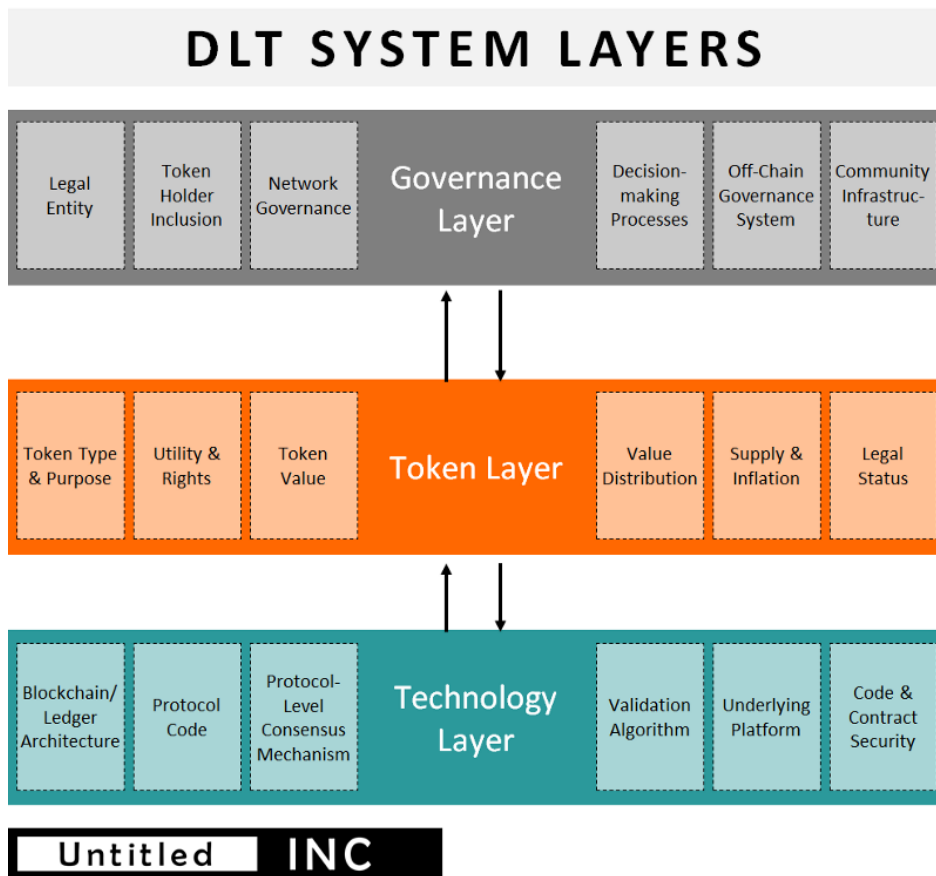 DLT SYSTEM LAYERS
Legal
Entity
Token
Holder
Inclusion
Network
Governance
Governance
Layer
Decision-
making
Processes
Off-Chain
Governance
System
Community
Infrastruc-
ture
Token Type
& Purpose
Utility &
Rights
Token
Value
Token Layer
Value
Distribution
Supply &
Inflation
Legal
Status
Blockchain/
Ledger
Architecture
Protocol
Code
Protocol-
Level
Consensus
Mechanism
Technology
Layer
Validation
Algorithm
Underlying
Platform
Code &
Contract
Security
Untitled INC